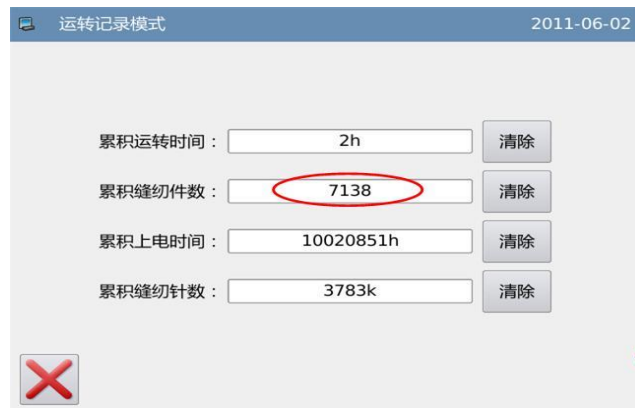 运转记录模式 2011-06-02
累积运转时间： 2h 清除
累积缝纫件数： 7138 清除
累积上电时间： 10020851h 清除
累积缝纫针数： 3783k 清除